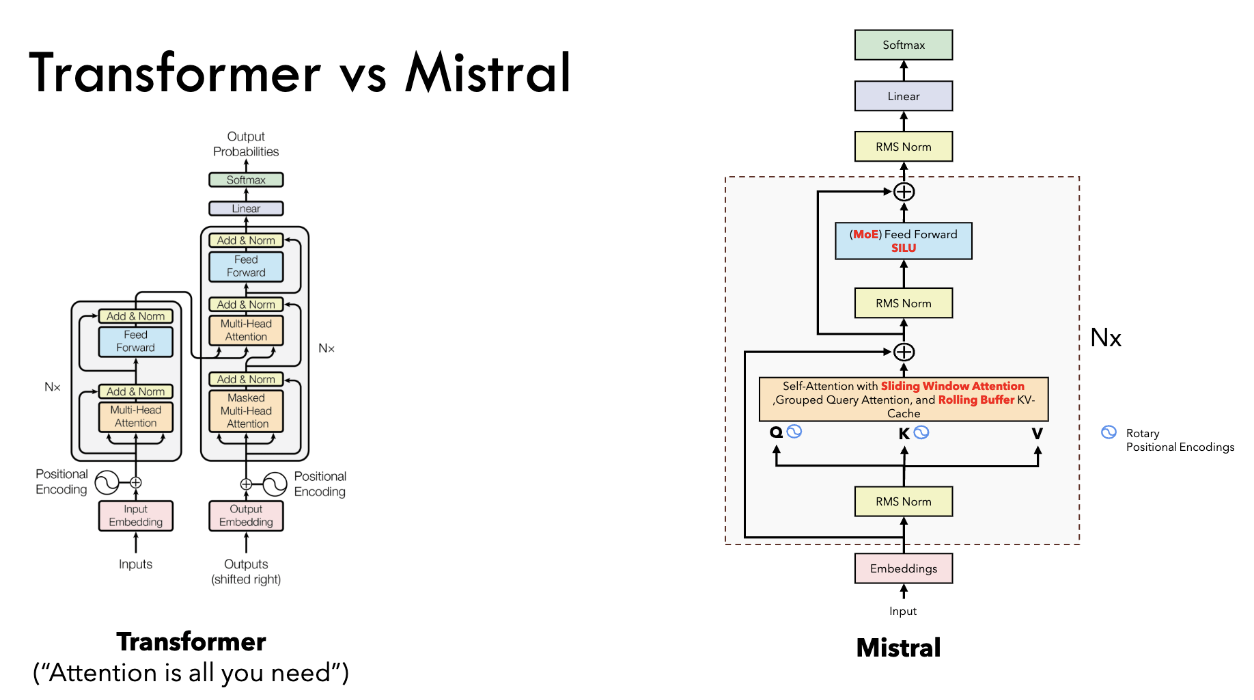 Transformer vs Mistral
Output
Probabilities
Softmax
Linear
Add & Norm
Feed
Forward
Add & Norm
Multi-Head
Attention
Add & Norm
Masked
Multi-Head
Attention
N×
Add & Norm
Feed
Forward
N×
Add & Norm
Multi-Head
Attention
Positional
Encoding
Positional
Encoding
Input
Embedding
Output
Embedding
Inputs
Outputs
(shifted right)
Transformer
(“Attention is all you need”)
Softmax
Linear
RMS Norm
(MoE) Feed Forward
SILU
RMS Norm
Nx
Self-Attention with Sliding Window Attention
,Grouped Query Attention, and Rolling Buffer KV-
Cache
Q
K
V
Rotary
Positional Encodings
RMS Norm
Embeddings
Input
Mistral